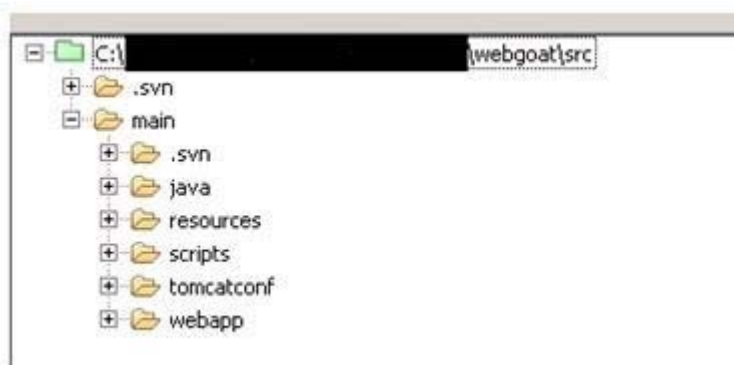 C:\ \webgoat\src
.svn
main
.svn
java
resources
scripts
tomcatconf
webapp